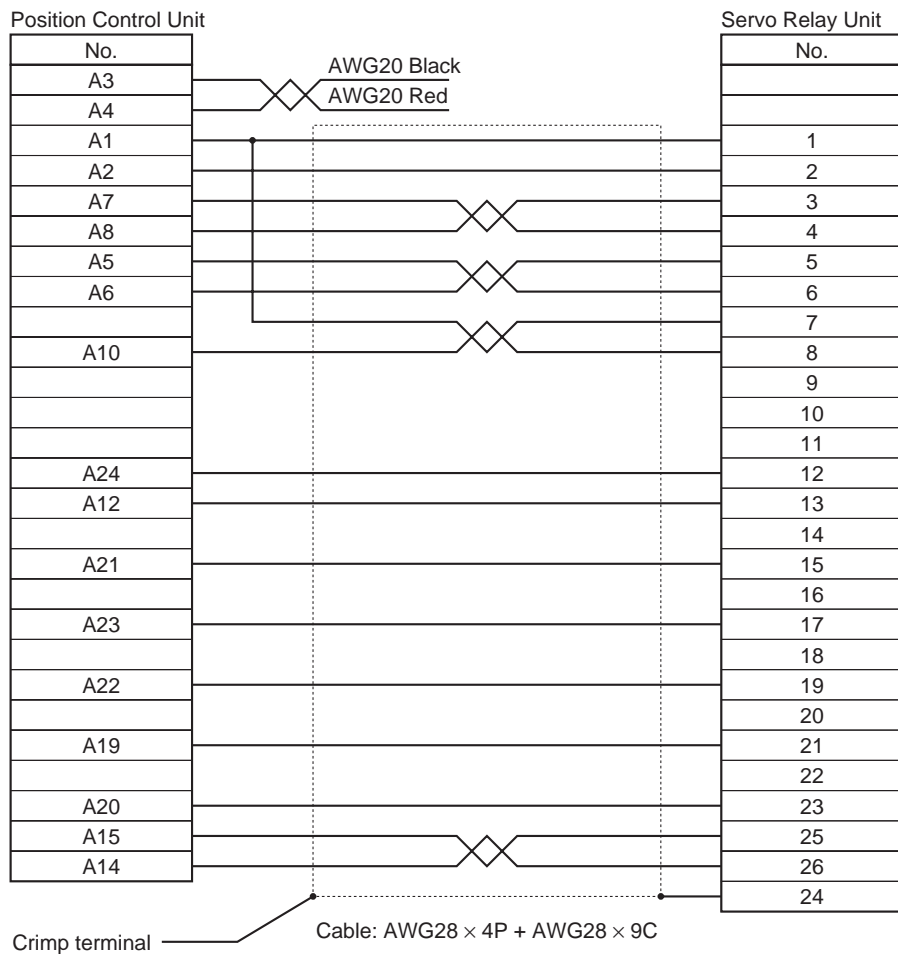 Position Control Unit Servo Relay Unit
No. No.
A3 AWG20 Black
A4 AWG20 Red
A1 1
A2 2
A7 3
A8 4
A5 5
A6 6
7
A10 8
9
10
11
A24 12
A12 13
14
A21 15
16
A23 17
18
A22 19
20
A19 21
22
A20 23
A15 25
A14 26
24
Crimp terminal Cable: AWG28 × 4P + AWG28 × 9C